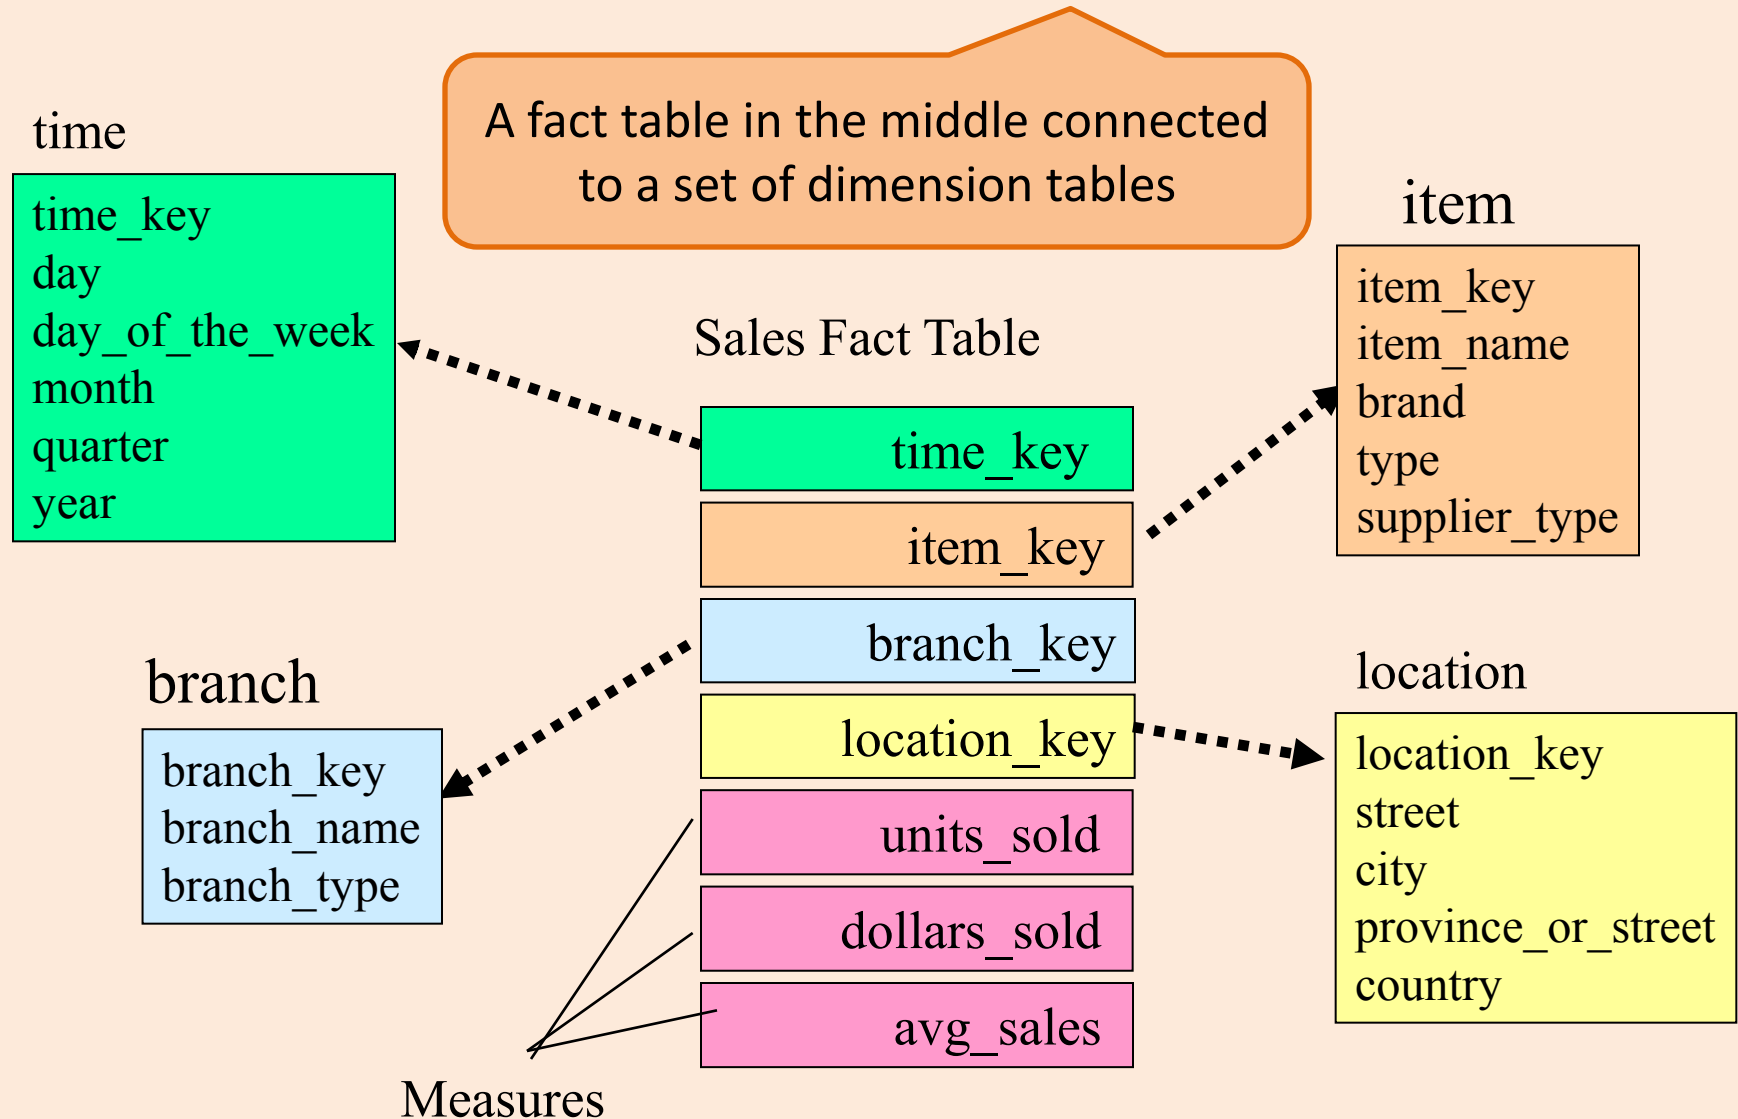 A fact table in the middle connected
to a set of dimension tables
time
time_key
day
day_of_the_week
month
quarter
year
item
item_key
item_name
brand
type
supplier_type
Sales Fact Table
time_key
item_key
branch_key
location_key
units_sold
dollars_sold
avg_sales
branch
branch_key
branch_name
branch_type
location
location_key
street
city
province_or_street
country
Measures